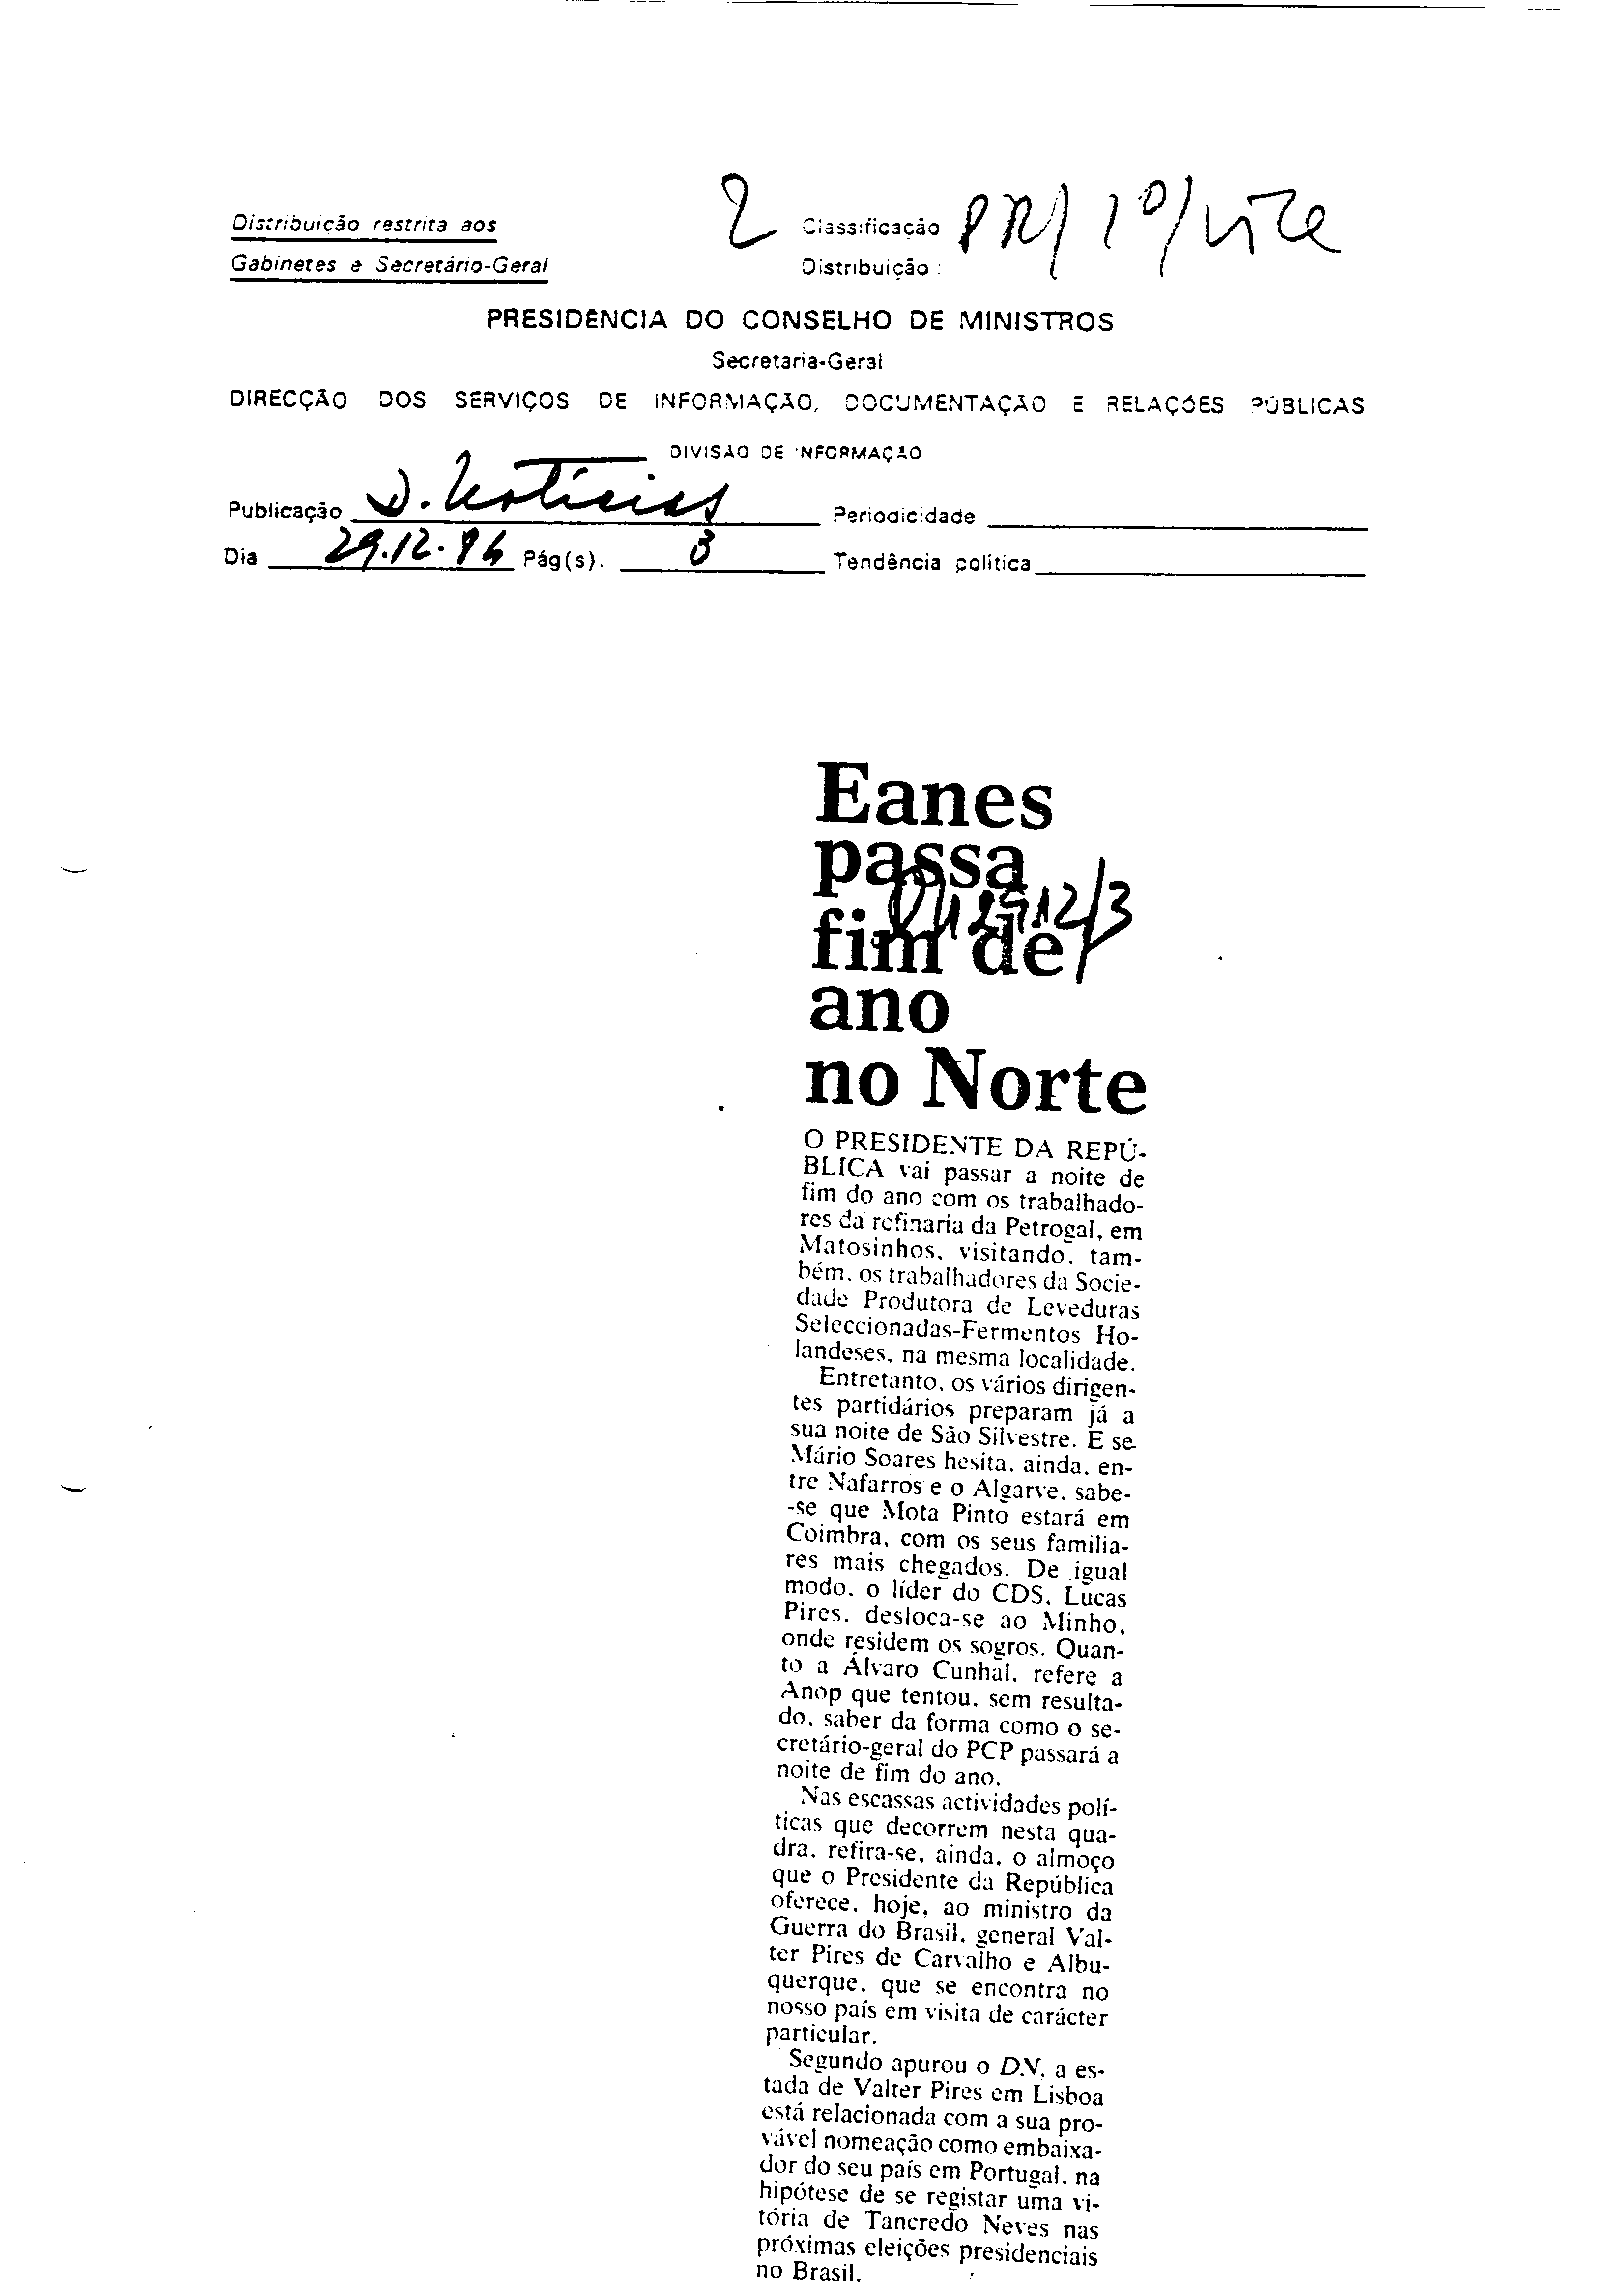 Distribuição restrita aos
Gabinetes e Secretário-Geral
2 Classificação : PR/1º/Vice
Distribuição :
PRESIDÊNCIA DO CONSELHO DE MINISTROS
Secretaria-Geral
DIRECÇÃO DOS SERVIÇOS DE INFORMAÇÃO, DOCUMENTAÇÃO E RELAÇÕES PÚBLICAS
DIVISÃO DE INFORMAÇÃO
Publicação D. Notícias Periodicidade
Dia 29.12.84 Pág(s). 3 Tendência política
Eanes
passa
fim de
ano
no Norte
O PRESIDENTE DA REPÚ-
BLICA vai passar a noite de
fim do ano com os trabalhado-
res da refinaria da Petrogal, em
Matosinhos, visitando, tam-
bém, os trabalhadores da Socie-
dade Produtora de Leveduras
Seleccionadas-Fermentos Ho-
landeses, na mesma localidade.
Entretanto, os vários dirigen-
tes partidários preparam já a
sua noite de São Silvestre. E se
Mário Soares hesita, ainda, en-
tre Nafarros e o Algarve, sabe-
-se que Mota Pinto estará em
Coimbra, com os seus familia-
res mais chegados. De igual
modo, o líder do CDS, Lucas
Pires, desloca-se ao Minho,
onde residem os sogros. Quan-
to a Álvaro Cunhal, refere a
Anop que tentou, sem resulta-
do, saber da forma como o se-
cretário-geral do PCP passará a
noite de fim do ano.
Nas escassas actividades polí-
ticas que decorrem nesta qua-
dra, refira-se, ainda, o almoço
que o Presidente da República
oferece, hoje, ao ministro da
Guerra do Brasil, general Val-
ter Pires de Carvalho e Albu-
querque, que se encontra no
nosso país em visita de carácter
particular.
Segundo apurou o DN, a es-
tada de Valter Pires em Lisboa
está relacionada com a sua pro-
vável nomeação como embaixa-
dor do seu país em Portugal, na
hipótese de se registar uma vi-
tória de Tancredo Neves nas
próximas eleições presidenciais
no Brasil.